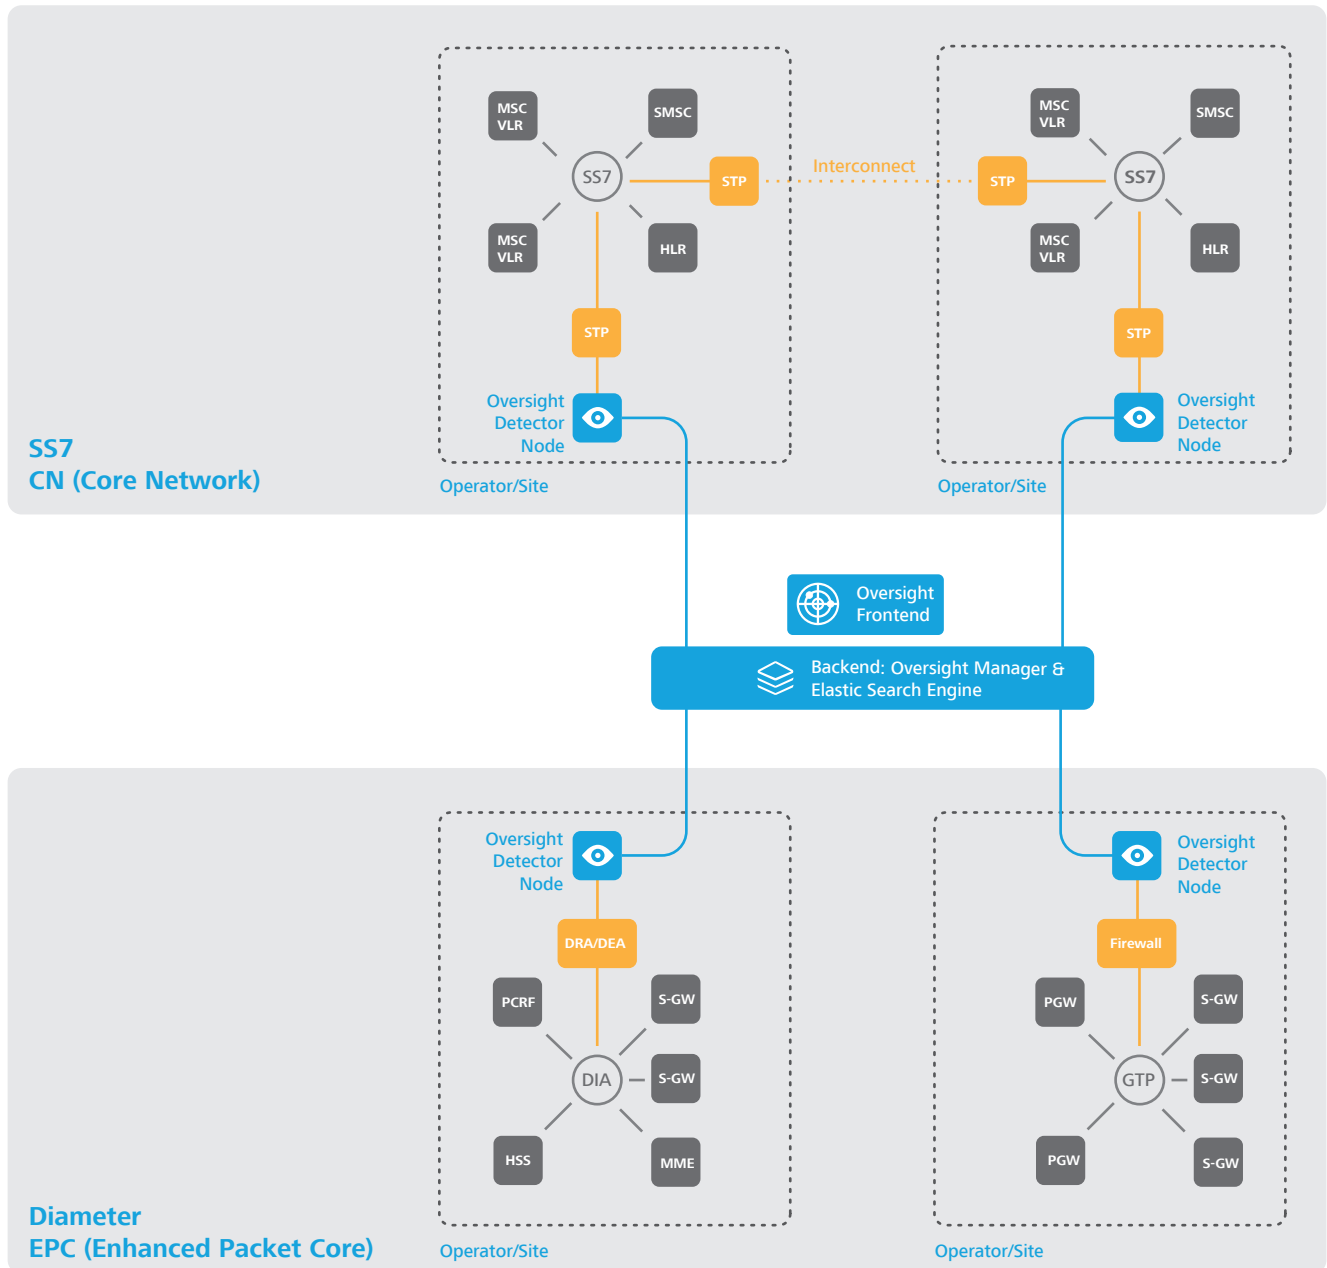 MSC
VLR
SMSC
SS7
STP
MSC
VLR
HLR
STP
Oversight
Detector
Node
Operator/Site
Interconnect
MSC
VLR
SMSC
STP
SS7
MSC
VLR
HLR
STP
Oversight
Detector
Node
Operator/Site
SS7
CN (Core Network)
Oversight
Frontend
Backend: Oversight Manager &
Elastic Search Engine
Oversight
Detector
Node
DRA/DEA
PCRF
S-GW
DIA
S-GW
HSS
MME
Operator/Site
Oversight
Detector
Node
Firewall
PGW
S-GW
GTP
S-GW
PGW
S-GW
Operator/Site
Diameter
EPC (Enhanced Packet Core)